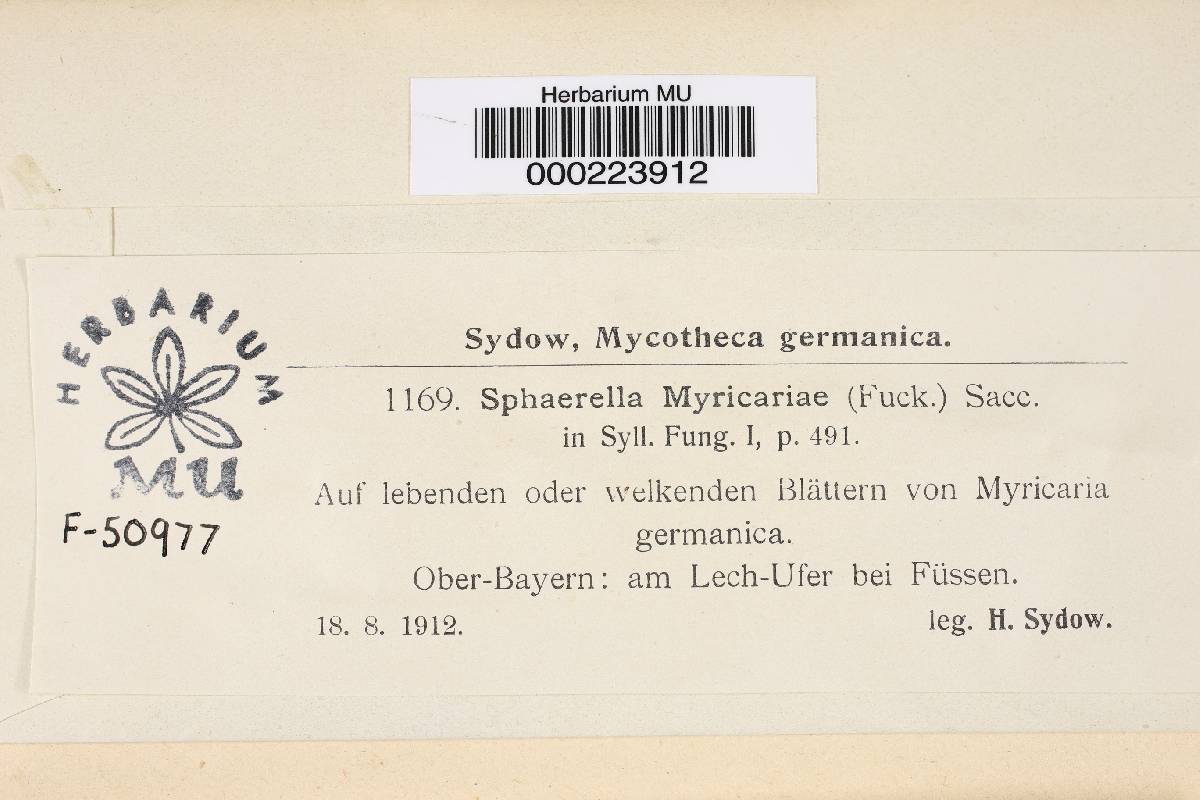 Herbarium MU
000223912
HERBARIUM
MU
F-50977
Sydow, Mycotheca germanica.
1169. Sphaerella Myricariae (Fuck.) Sacc.
in Syll. Fung. I, p. 491.
Auf lebenden oder welkenden Blättern von Myricaria
germanica.
Ober-Bayern: am Lech-Ufer bei Füssen.
18. 8. 1912.
leg. H. Sydow.